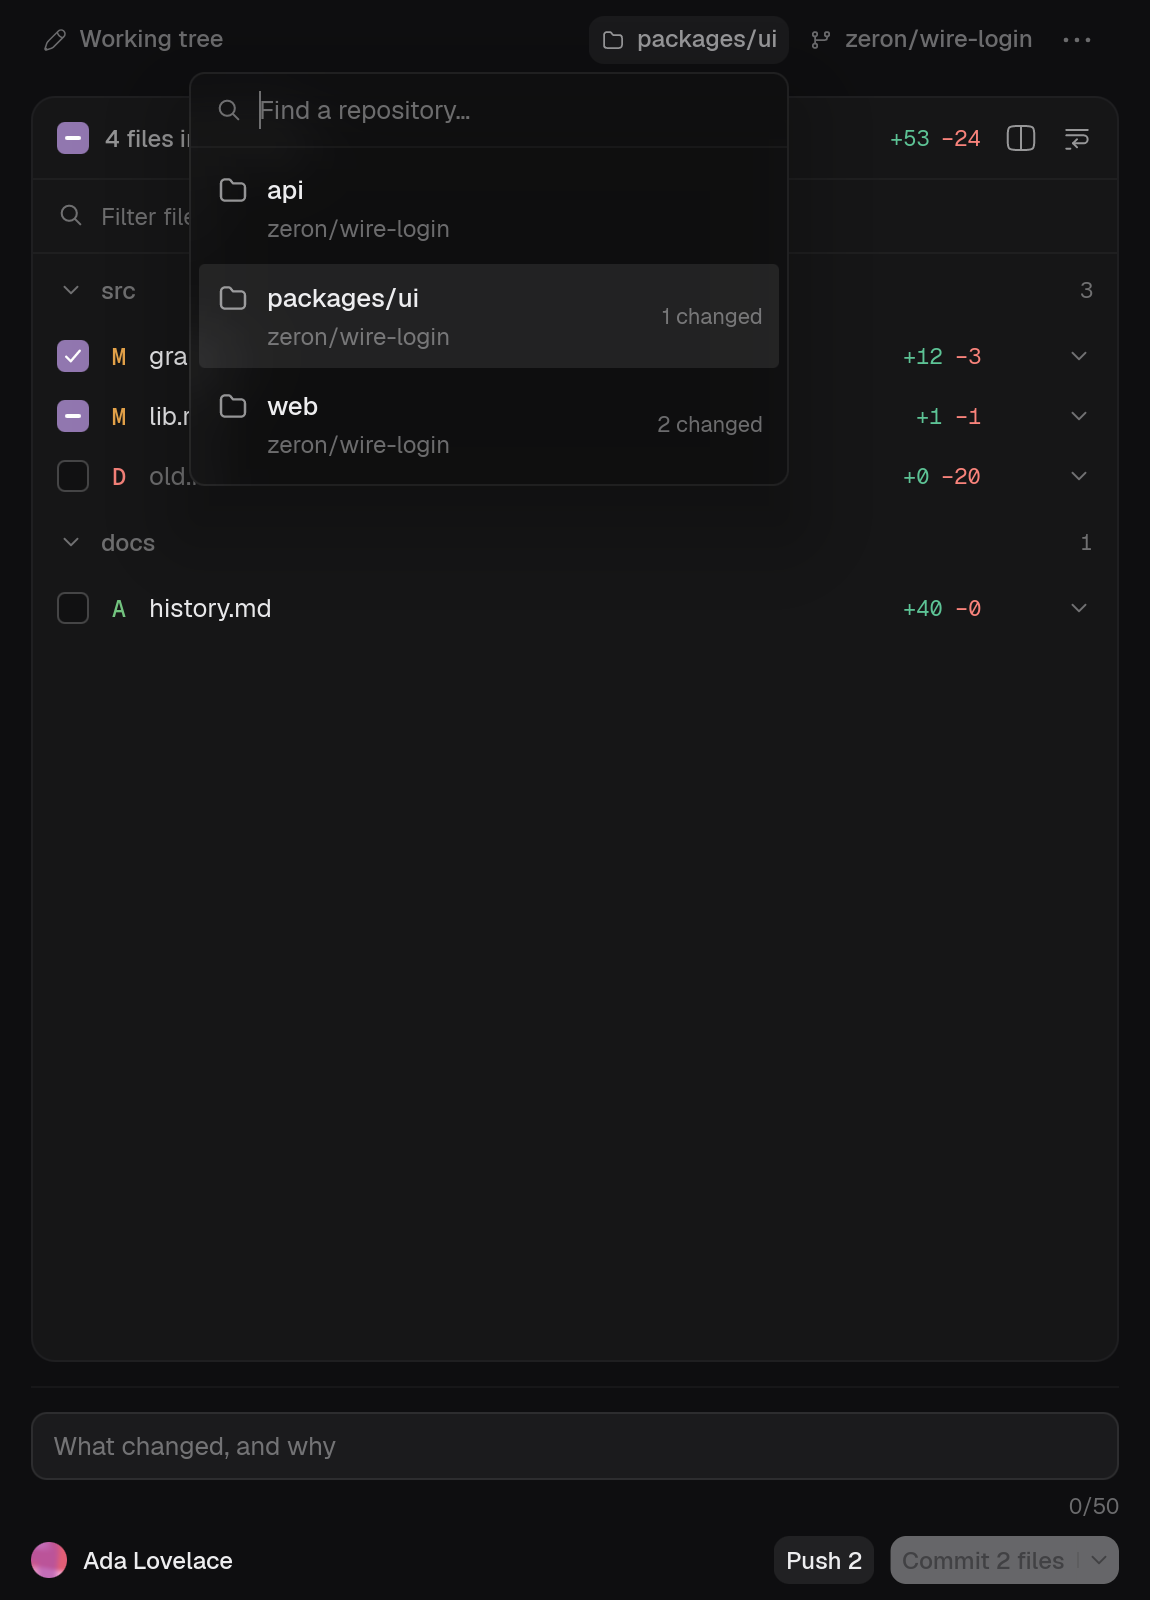 Working tree
packages/ui
zeron/wire-login
Find a repository...
4 files
+53 −24
Filter
api
zeron/wire-login
src
3
packages/ui
zeron/wire-login
1 changed
M gra +12 −3
web
zeron/wire-login
2 changed
M lib. +1 −1
D old. +0 −20
docs
1
A history.md +40 −0
What changed, and why
0/50
Ada Lovelace
Push 2
Commit 2 files